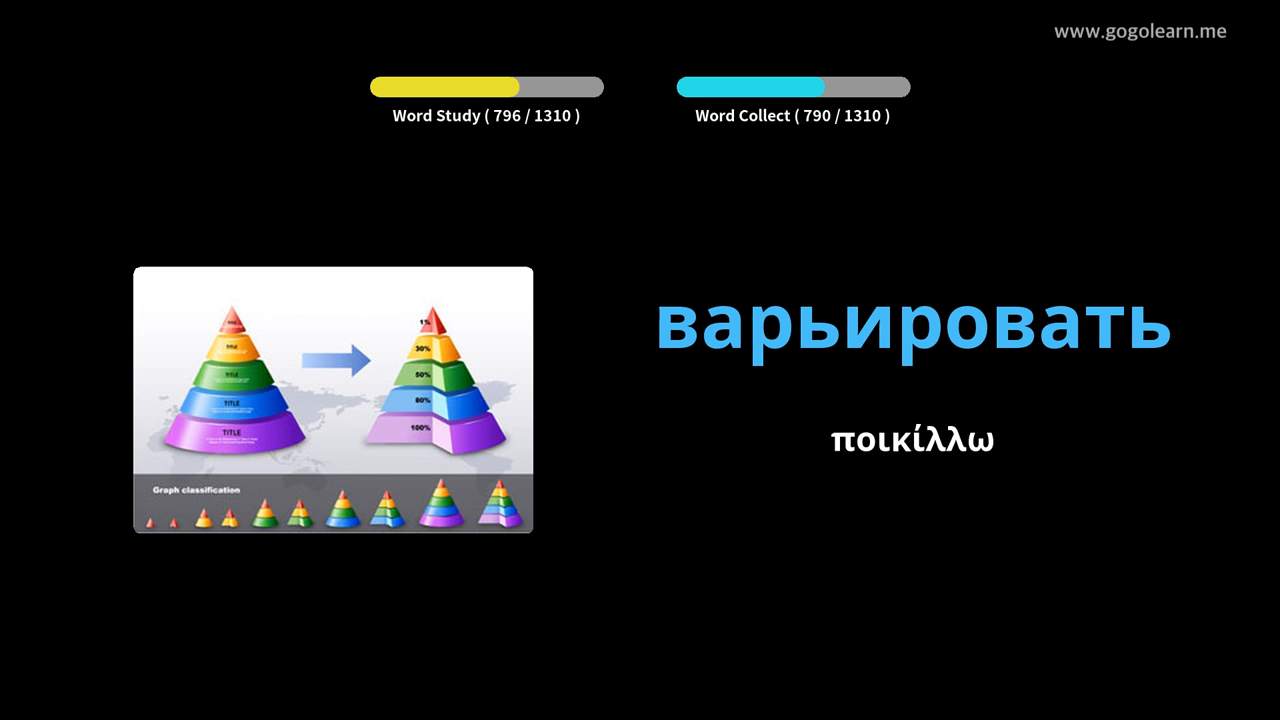 www.gogolearn.me
Word Study ( 796 / 1310 )
Word Collect ( 790 / 1310 )
варьировать
ποικίλλω
TITLE
TITLE
TITLE
TITLE
1%
30%
50%
80%
100%
Graph classification